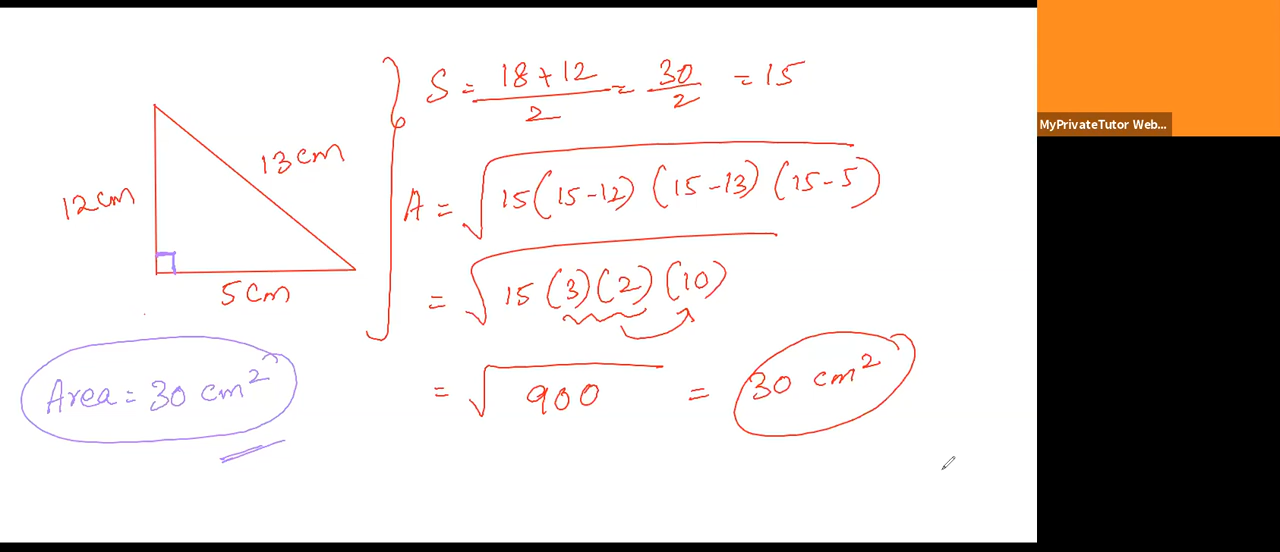 S = 18+12/2 = 30/2 = 15
13cm
12cm
A = √15(15-12)(15-13)(15-5)
= √15(3)(2)(10)
5cm
Area = 30 cm²
= √900 = 30 cm²
MyPrivateTutor Web...